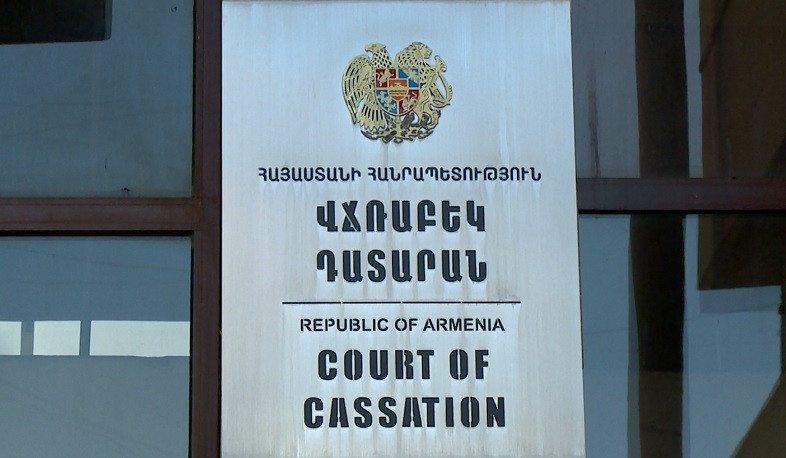 ՀԱՅԱՍՏԱՆԻ ՀԱՆՐԱՊԵՏՈՒԹՅՈՒՆ
ՎՃՌԱԲԵԿ
ԴԱՏԱՐԱՆ
REPUBLIC OF ARMENIA
COURT OF
CASSATION